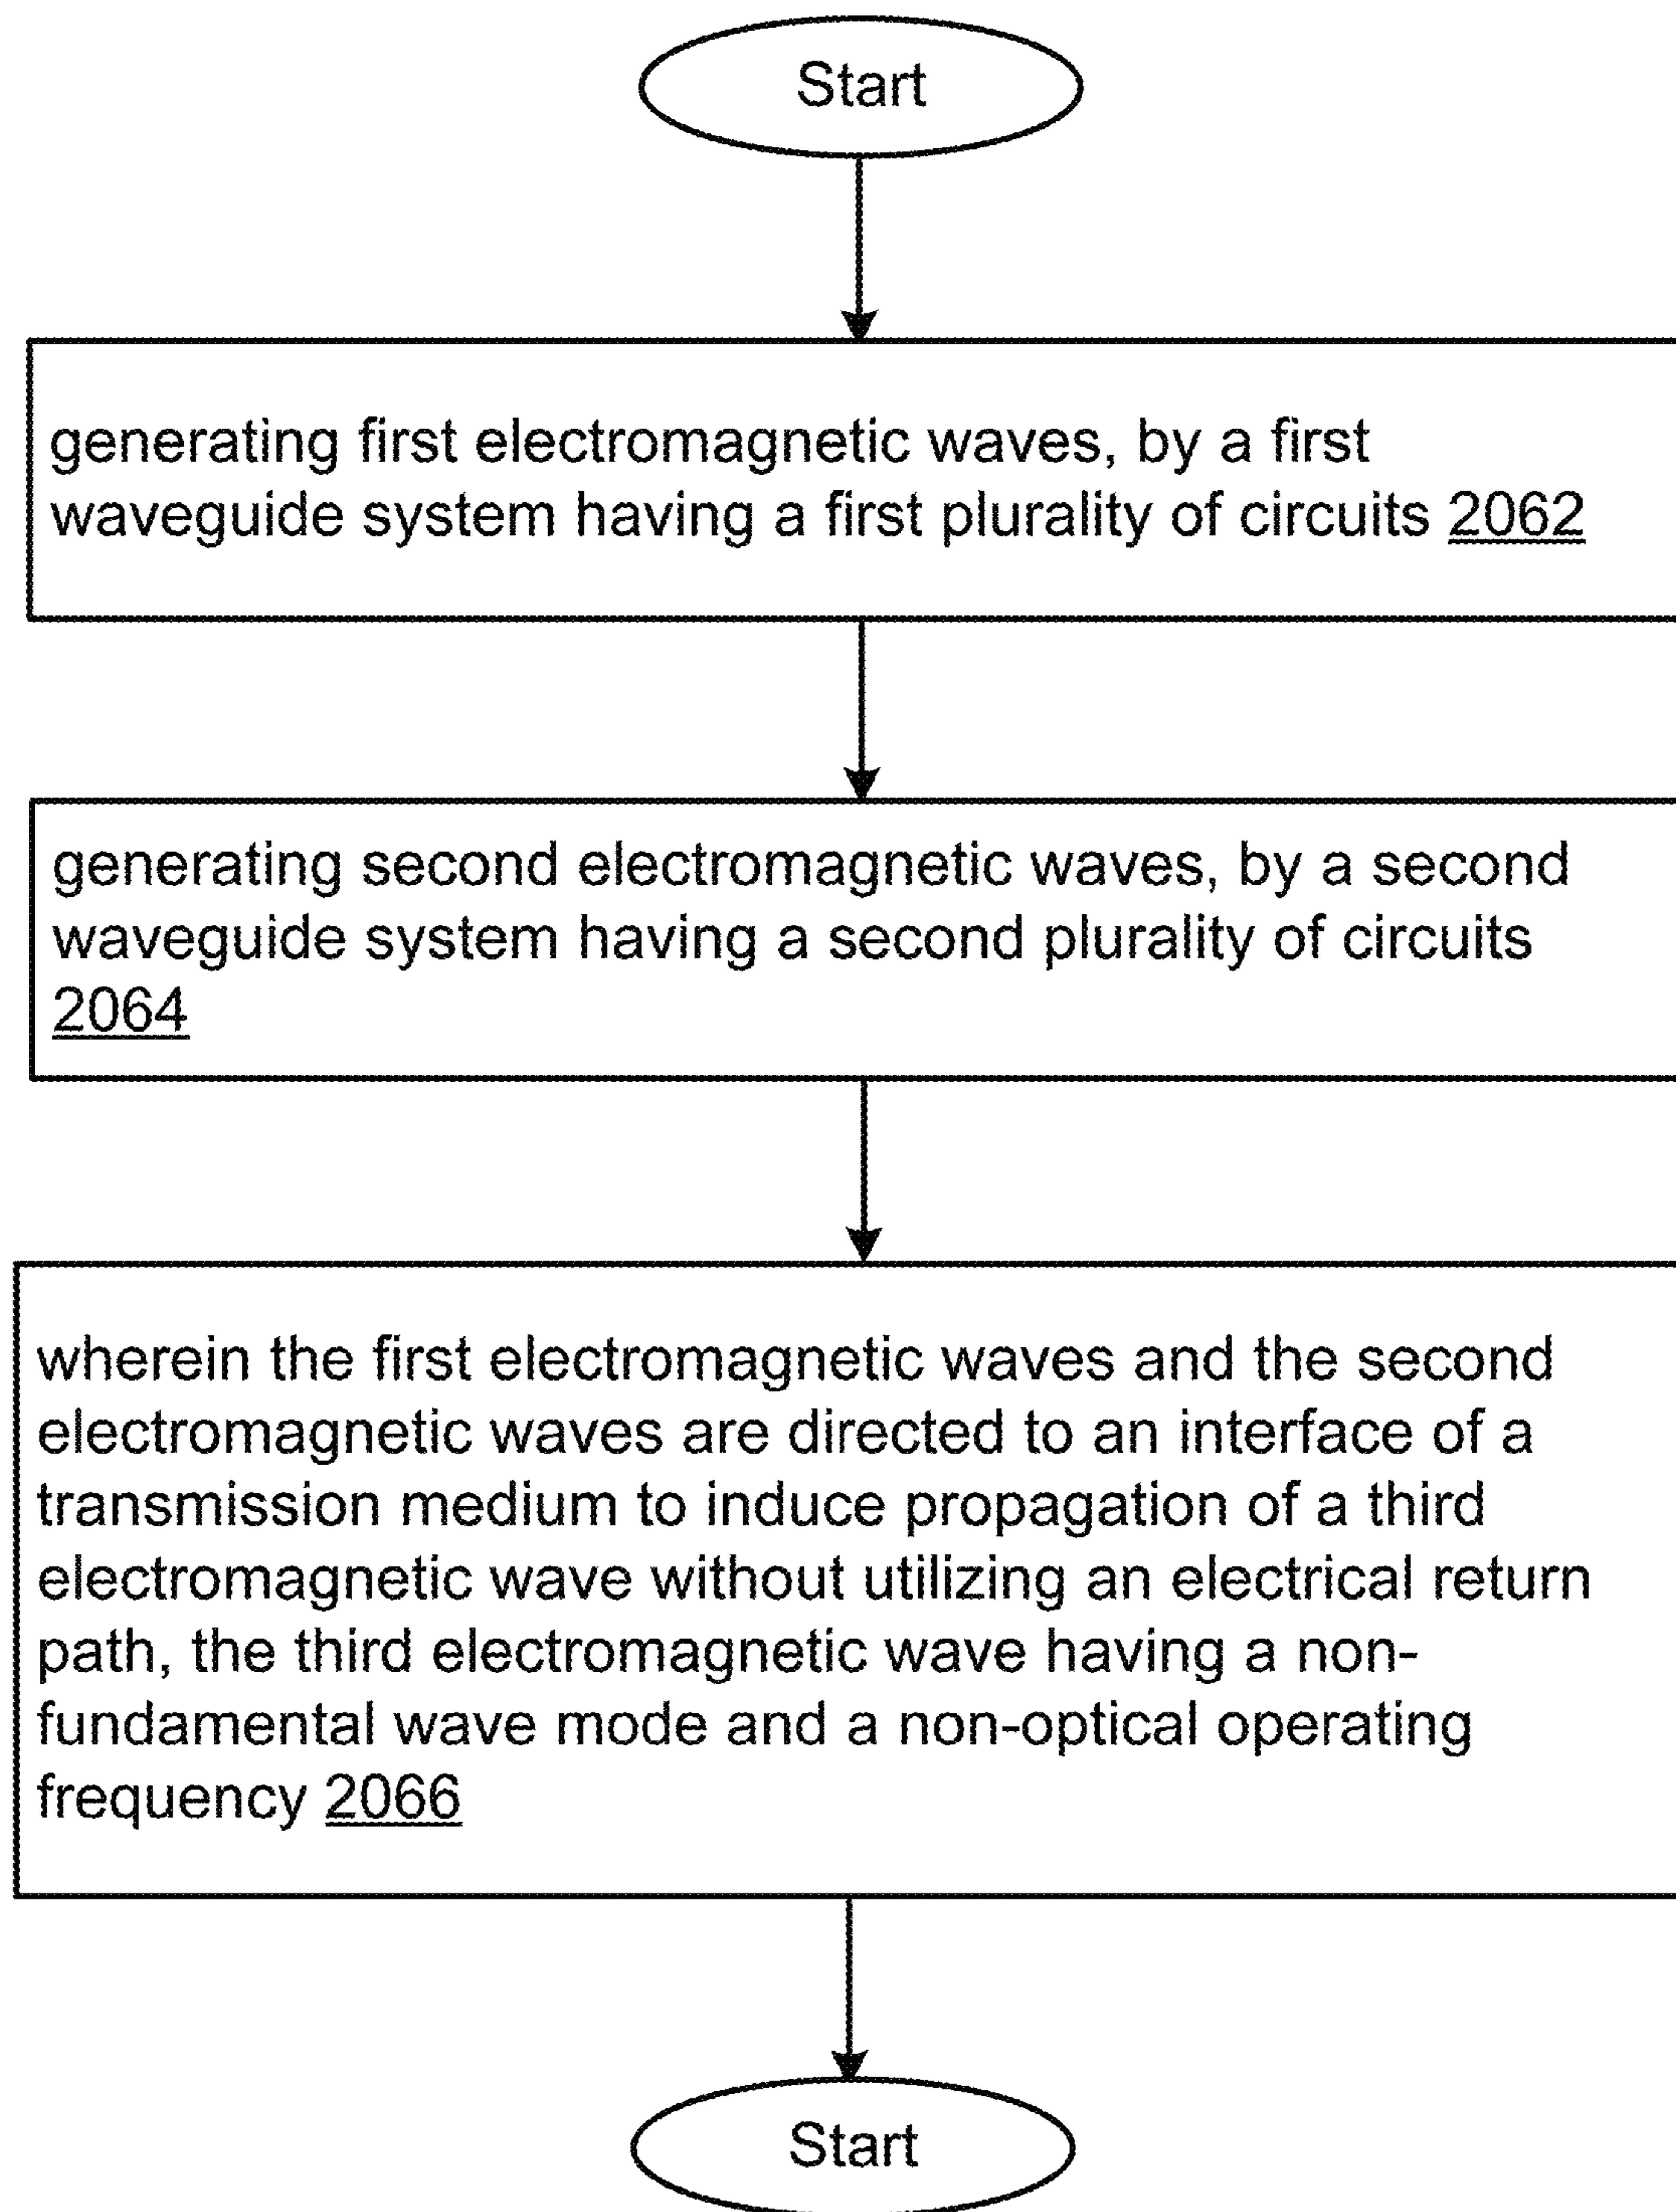 Start
generating first electromagnetic waves, by a first
waveguide system having a first plurality of circuits 2062
generating second electromagnetic waves, by a second
waveguide system having a second plurality of circuits
2064
wherein the first electromagnetic waves and the second
electromagnetic waves are directed to an interface of a
transmission medium to induce propagation of a third
electromagnetic wave without utilizing an electrical return
path, the third electromagnetic wave having a non-
fundamental wave mode and a non-optical operating
frequency 2066
Start